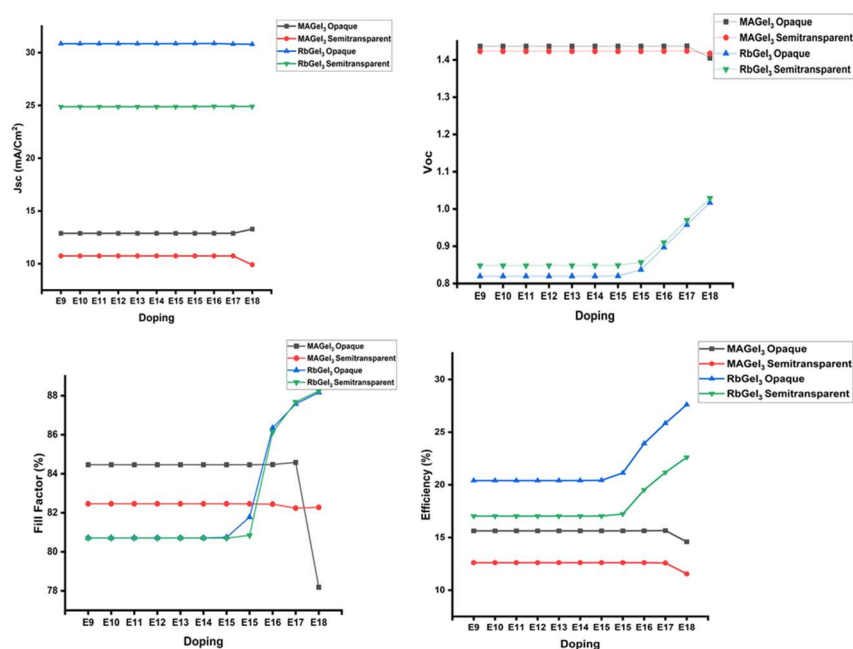 MAGeI₃ Opaque
MAGeI₃ Semitransparent
RbGeI₃ Opaque
RbGeI₃ Semitransparent
30
25
20
15
10
Jsc (mA/Cm²)
E9 E10 E11 E12 E13 E14 E15 E15 E16 E17 E18
Doping
MAGeI₃ Opaque
MAGeI₃ Semitransparent
RbGeI₃ Opaque
RbGeI₃ Semitransparent
1.4
1.3
1.2
1.1
1.0
0.9
0.8
Voc
E9 E10 E11 E12 E13 E14 E15 E15 E16 E17 E18
Doping
MAGeI₃ Opaque
MAGeI₃ Semitransparent
RbGeI₃ Opaque
RbGeI₃ Semitransparent
88
86
84
82
80
78
Fill Factor (%)
E9 E10 E11 E12 E13 E14 E15 E15 E16 E17 E18
Doping
MAGeI₃ Opaque
MAGeI₃ Semitransparent
RbGeI₃ Opaque
RbGeI₃ Semitransparent
30
25
20
15
10
Efficiency (%)
E9 E10 E11 E12 E13 E14 E15 E15 E16 E17 E18
Doping